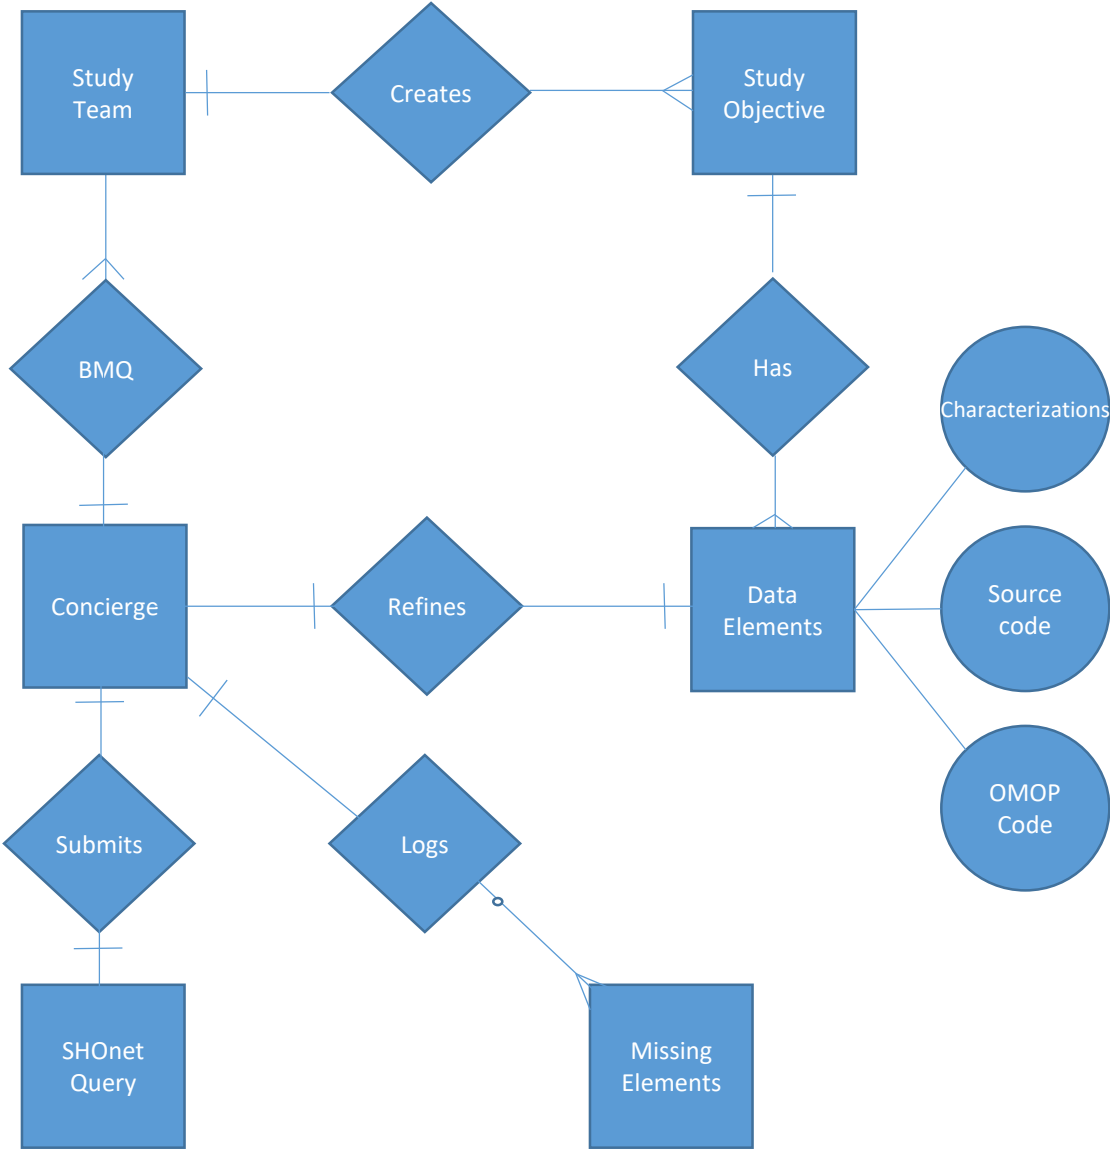 Study
Team
Creates
Study
Objective
BMQ
Has
Characterizations
Concierge
Refines
Data
Elements
Source
code
OMOP
Code
Submits
Logs
SHOnet
Query
Missing
Elements